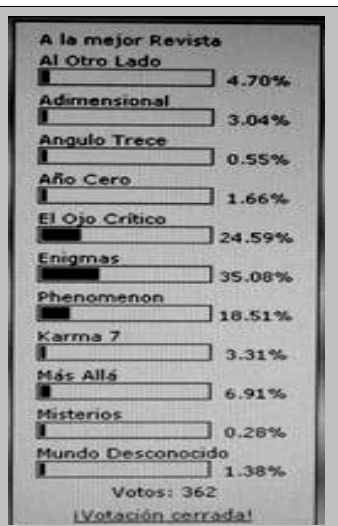 A la mejor Revista
Al Otro Lado
4.70%
Adimensional
3.04%
Angulo Trece
0.55%
Año Cero
1.66%
El Ojo Crítico
24.59%
Enigmas
35.08%
Phenomenon
18.51%
Karma 7
3.31%
Más Allá
6.91%
Misterios
0.28%
Mundo Desconocido
1.38%
Votos: 362
¡Votación cerrada!